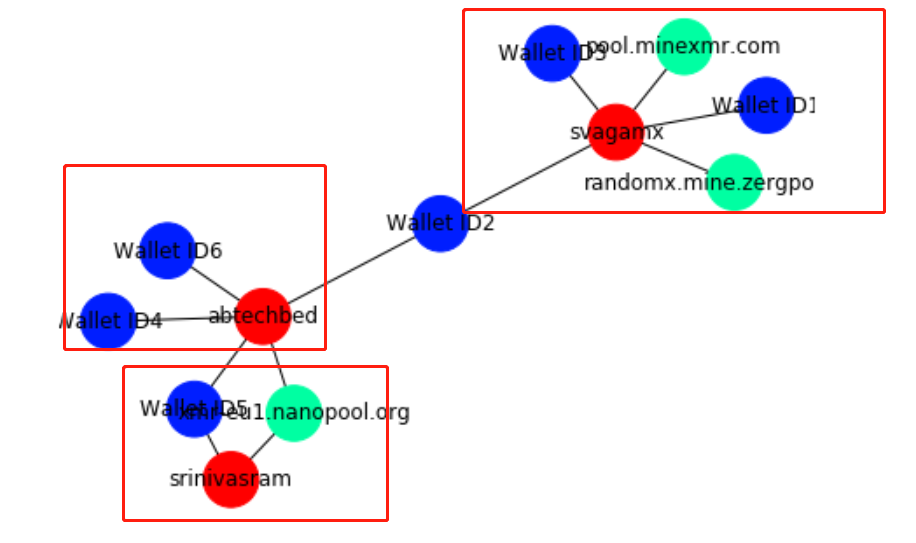 pool.minexmr.com
Wallet ID3
Wallet ID1
svagamx
randomx.mine.zergpo
Wallet ID2
Wallet ID6
abtechbed
Wallet ID4
Wallet ID5
xmr-eu1.nanopool.org
srinivasram